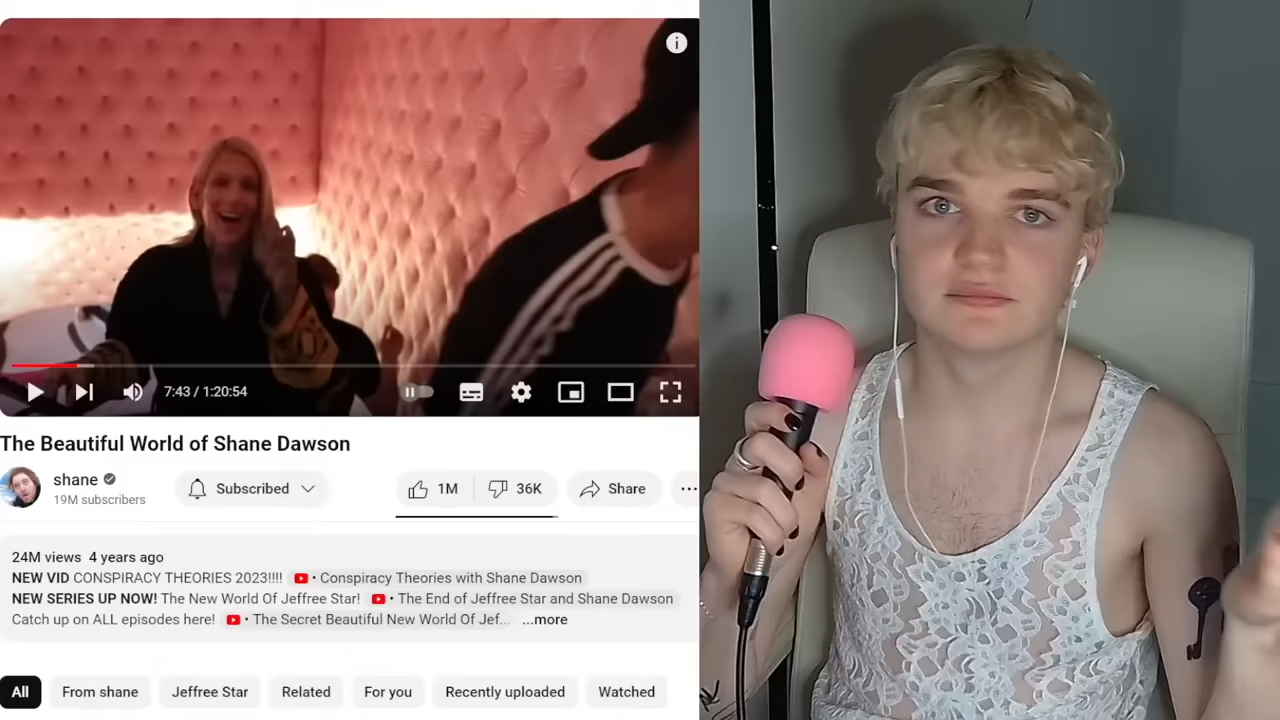 7:43 / 1:20:54
The Beautiful World of Shane Dawson
shane
19M subscribers
Subscribed
1M
36K
Share
24M views 4 years ago
NEW VID CONSPIRACY THEORIES 2023!!!! • Conspiracy Theories with Shane Dawson
NEW SERIES UP NOW! The New World Of Jeffree Star! • The End of Jeffree Star and Shane Dawson
Catch up on ALL episodes here! • The Secret Beautiful New World Of Jef... ...more
All From shane Jeffree Star Related For you Recently uploaded Watched